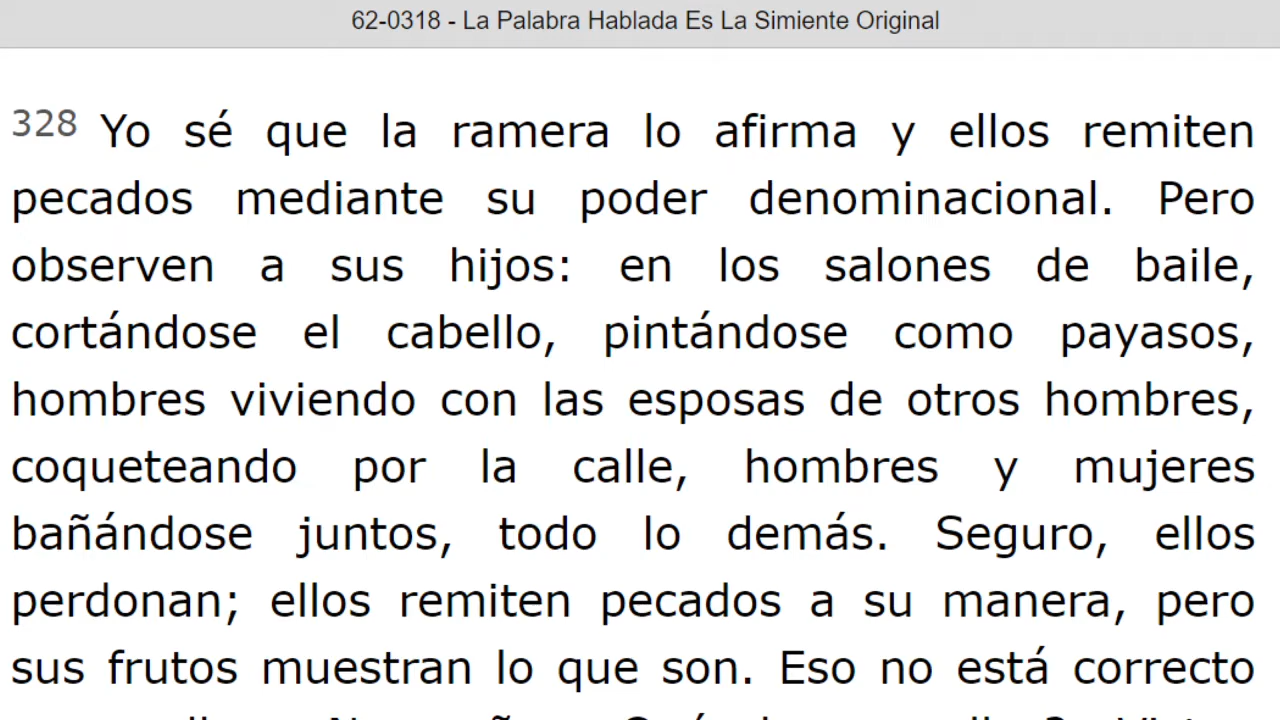 62-0318 - La Palabra Hablada Es La Simiente Original
328 Yo sé que la ramera lo afirma y ellos remiten
pecados mediante su poder denominacional. Pero
observen a sus hijos: en los salones de baile,
cortándose el cabello, pintándose como payasos,
hombres viviendo con las esposas de otros hombres,
coqueteando por la calle, hombres y mujeres
bañándose juntos, todo lo demás. Seguro, ellos
perdonan; ellos remiten pecados a su manera, pero
sus frutos muestran lo que son. Eso no está correcto